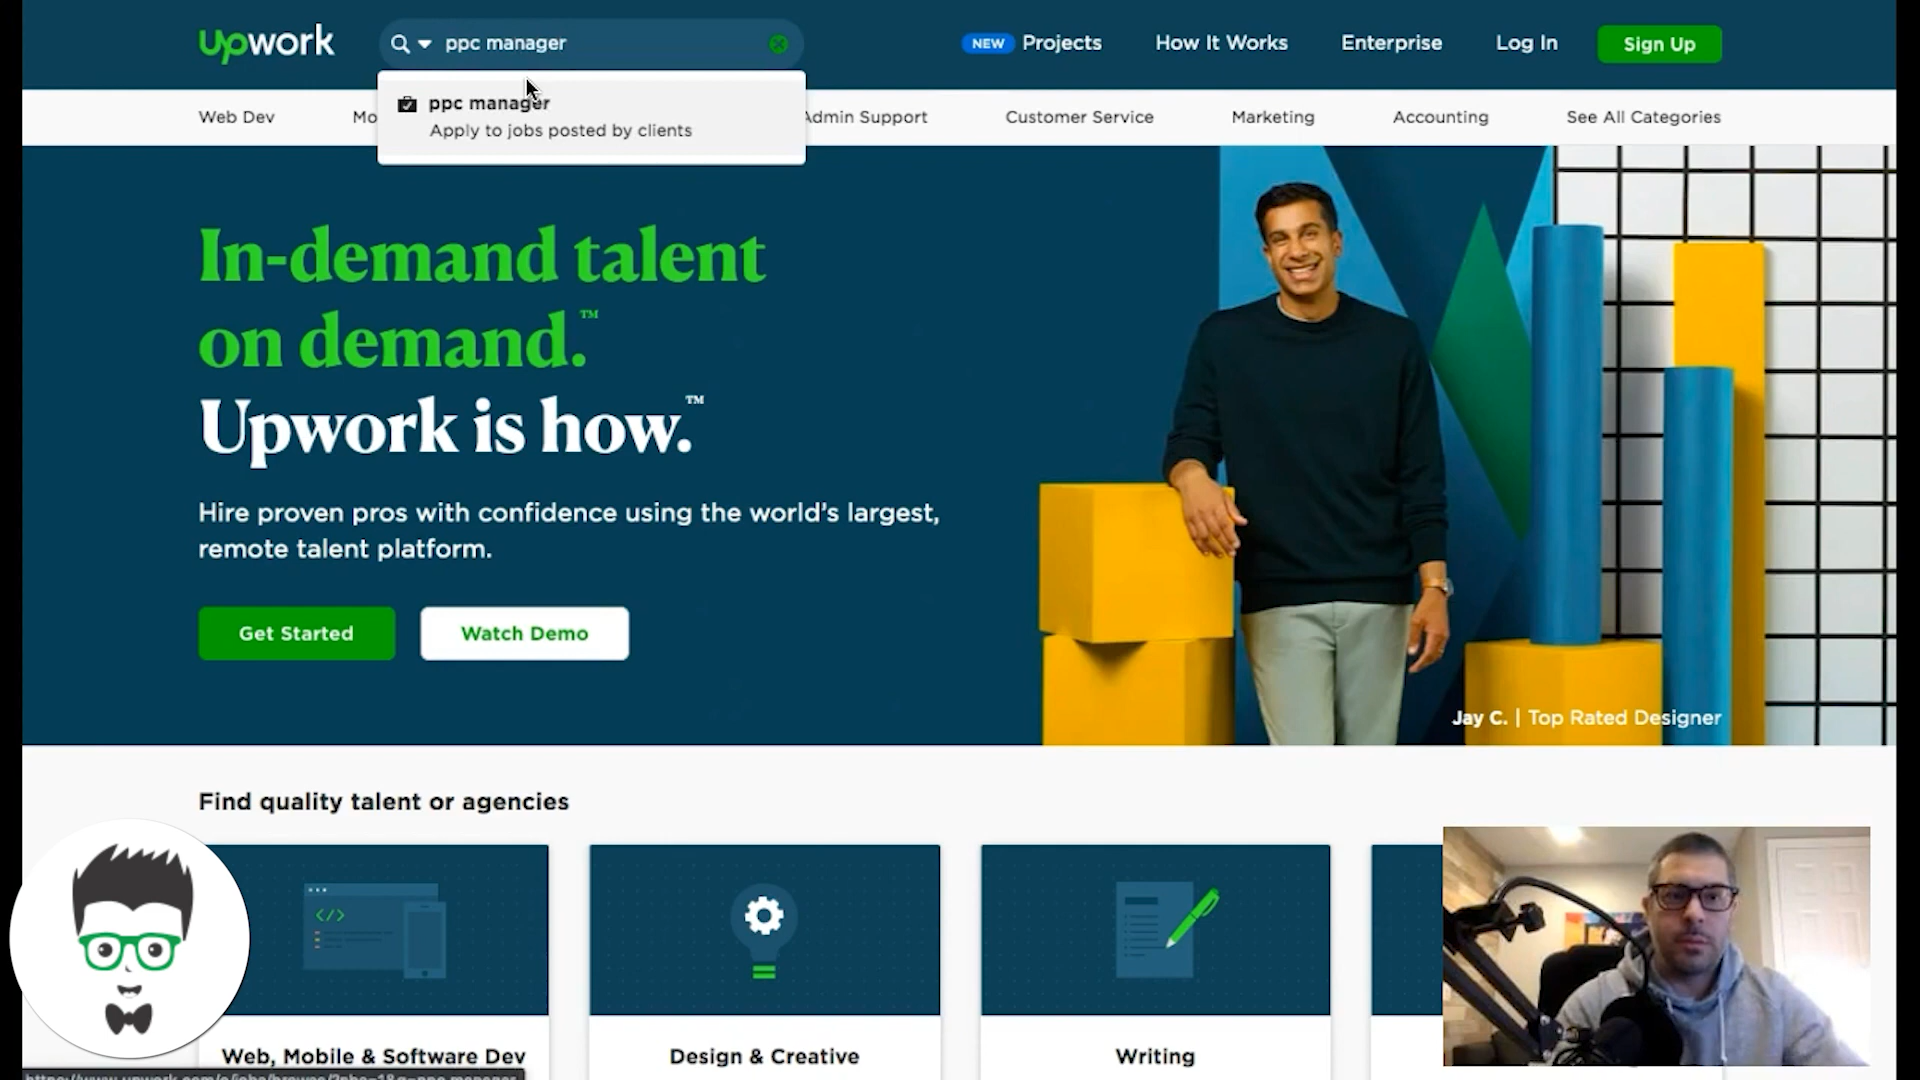 upwork
ppc manager
NEW Projects
How It Works
Enterprise
Log In
Sign Up
ppc manager
Apply to jobs posted by clients
Web Dev
Mo
Admin Support
Customer Service
Marketing
Accounting
See All Categories
In-demand talent
on demand.™
Upwork is how.™
Hire proven pros with confidence using the world's largest,
remote talent platform.
Get Started
Watch Demo
Jay C. | Top Rated Designer
Find quality talent or agencies
</>
Web, Mobile & Software Dev
Design & Creative
Writing